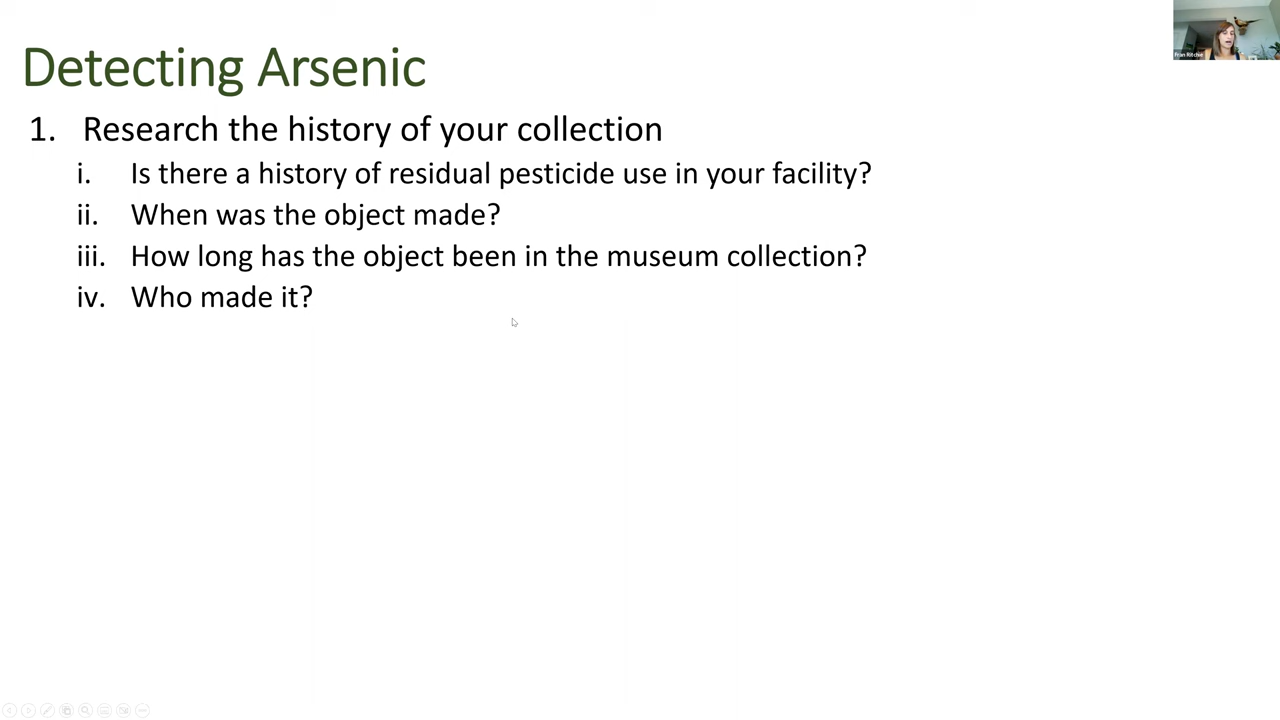 Detecting Arsenic
1. Research the history of your collection
i. Is there a history of residual pesticide use in your facility?
ii. When was the object made?
iii. How long has the object been in the museum collection?
iv. Who made it?
Fran Ritchie